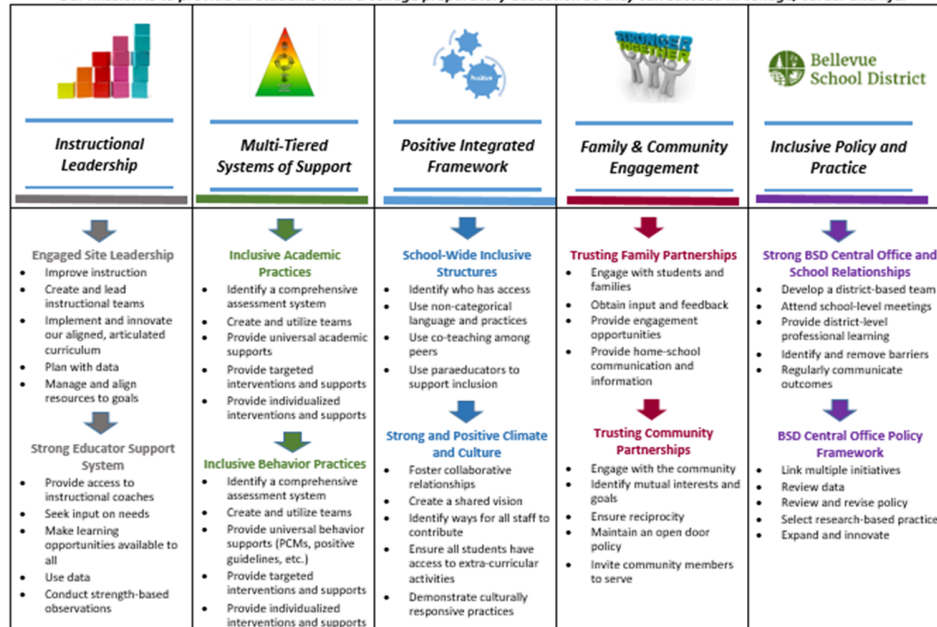 STRONGER
TOGETHER
Positive
Bellevue
School District
Instructional
Leadership
Multi-Tiered
Systems of Support
Positive Integrated
Framework
Family & Community
Engagement
Inclusive Policy and
Practice
Engaged Site Leadership
• Improve instruction
• Create and lead
instructional teams
• Implement and innovate
our aligned, articulated
curriculum
• Plan with data
• Manage and align
resources to goals
Strong Educator Support
System
• Provide access to
instructional coaches
• Seek input on needs
• Make learning
opportunities available to
all
• Use data
• Conduct strength-based
observations
Inclusive Academic
Practices
• Identify a comprehensive
assessment system
• Create and utilize teams
• Provide universal academic
supports
• Provide targeted
interventions and supports
• Provide individualized
interventions and supports
Inclusive Behavior Practices
• Identify a comprehensive
assessment system
• Create and utilize teams
• Provide universal behavior
supports (PCMs, positive
guidelines, etc.)
• Provide targeted
interventions and supports
• Provide individualized
interventions and supports
School-Wide Inclusive
Structures
• Identify who has access
• Use non-categorical
language and practices
• Use co-teaching among
peers
• Use paraeducators to
support inclusion
Strong and Positive Climate
and Culture
• Foster collaborative
relationships
• Create a shared vision
• Identify ways for all staff to
contribute
• Ensure all students have
access to extra-curricular
activities
• Demonstrate culturally
responsive practices
Trusting Family Partnerships
• Engage with students and
families
• Obtain input and feedback
• Provide engagement
opportunities
• Provide home-school
communication and
information
Trusting Community
Partnerships
• Engage with the community
• Identify mutual interests and
goals
• Ensure reciprocity
• Maintain an open door
policy
• Invite community members
to serve
Strong BSD Central Office and
School Relationships
• Develop a district-based team
• Attend school-level meetings
• Provide district-level
professional learning
• Identify and remove barriers
• Regularly communicate
outcomes
BSD Central Office Policy
Framework
• Link multiple initiatives
• Review data
• Review and revise policy
• Select research-based practice
• Expand and innovate